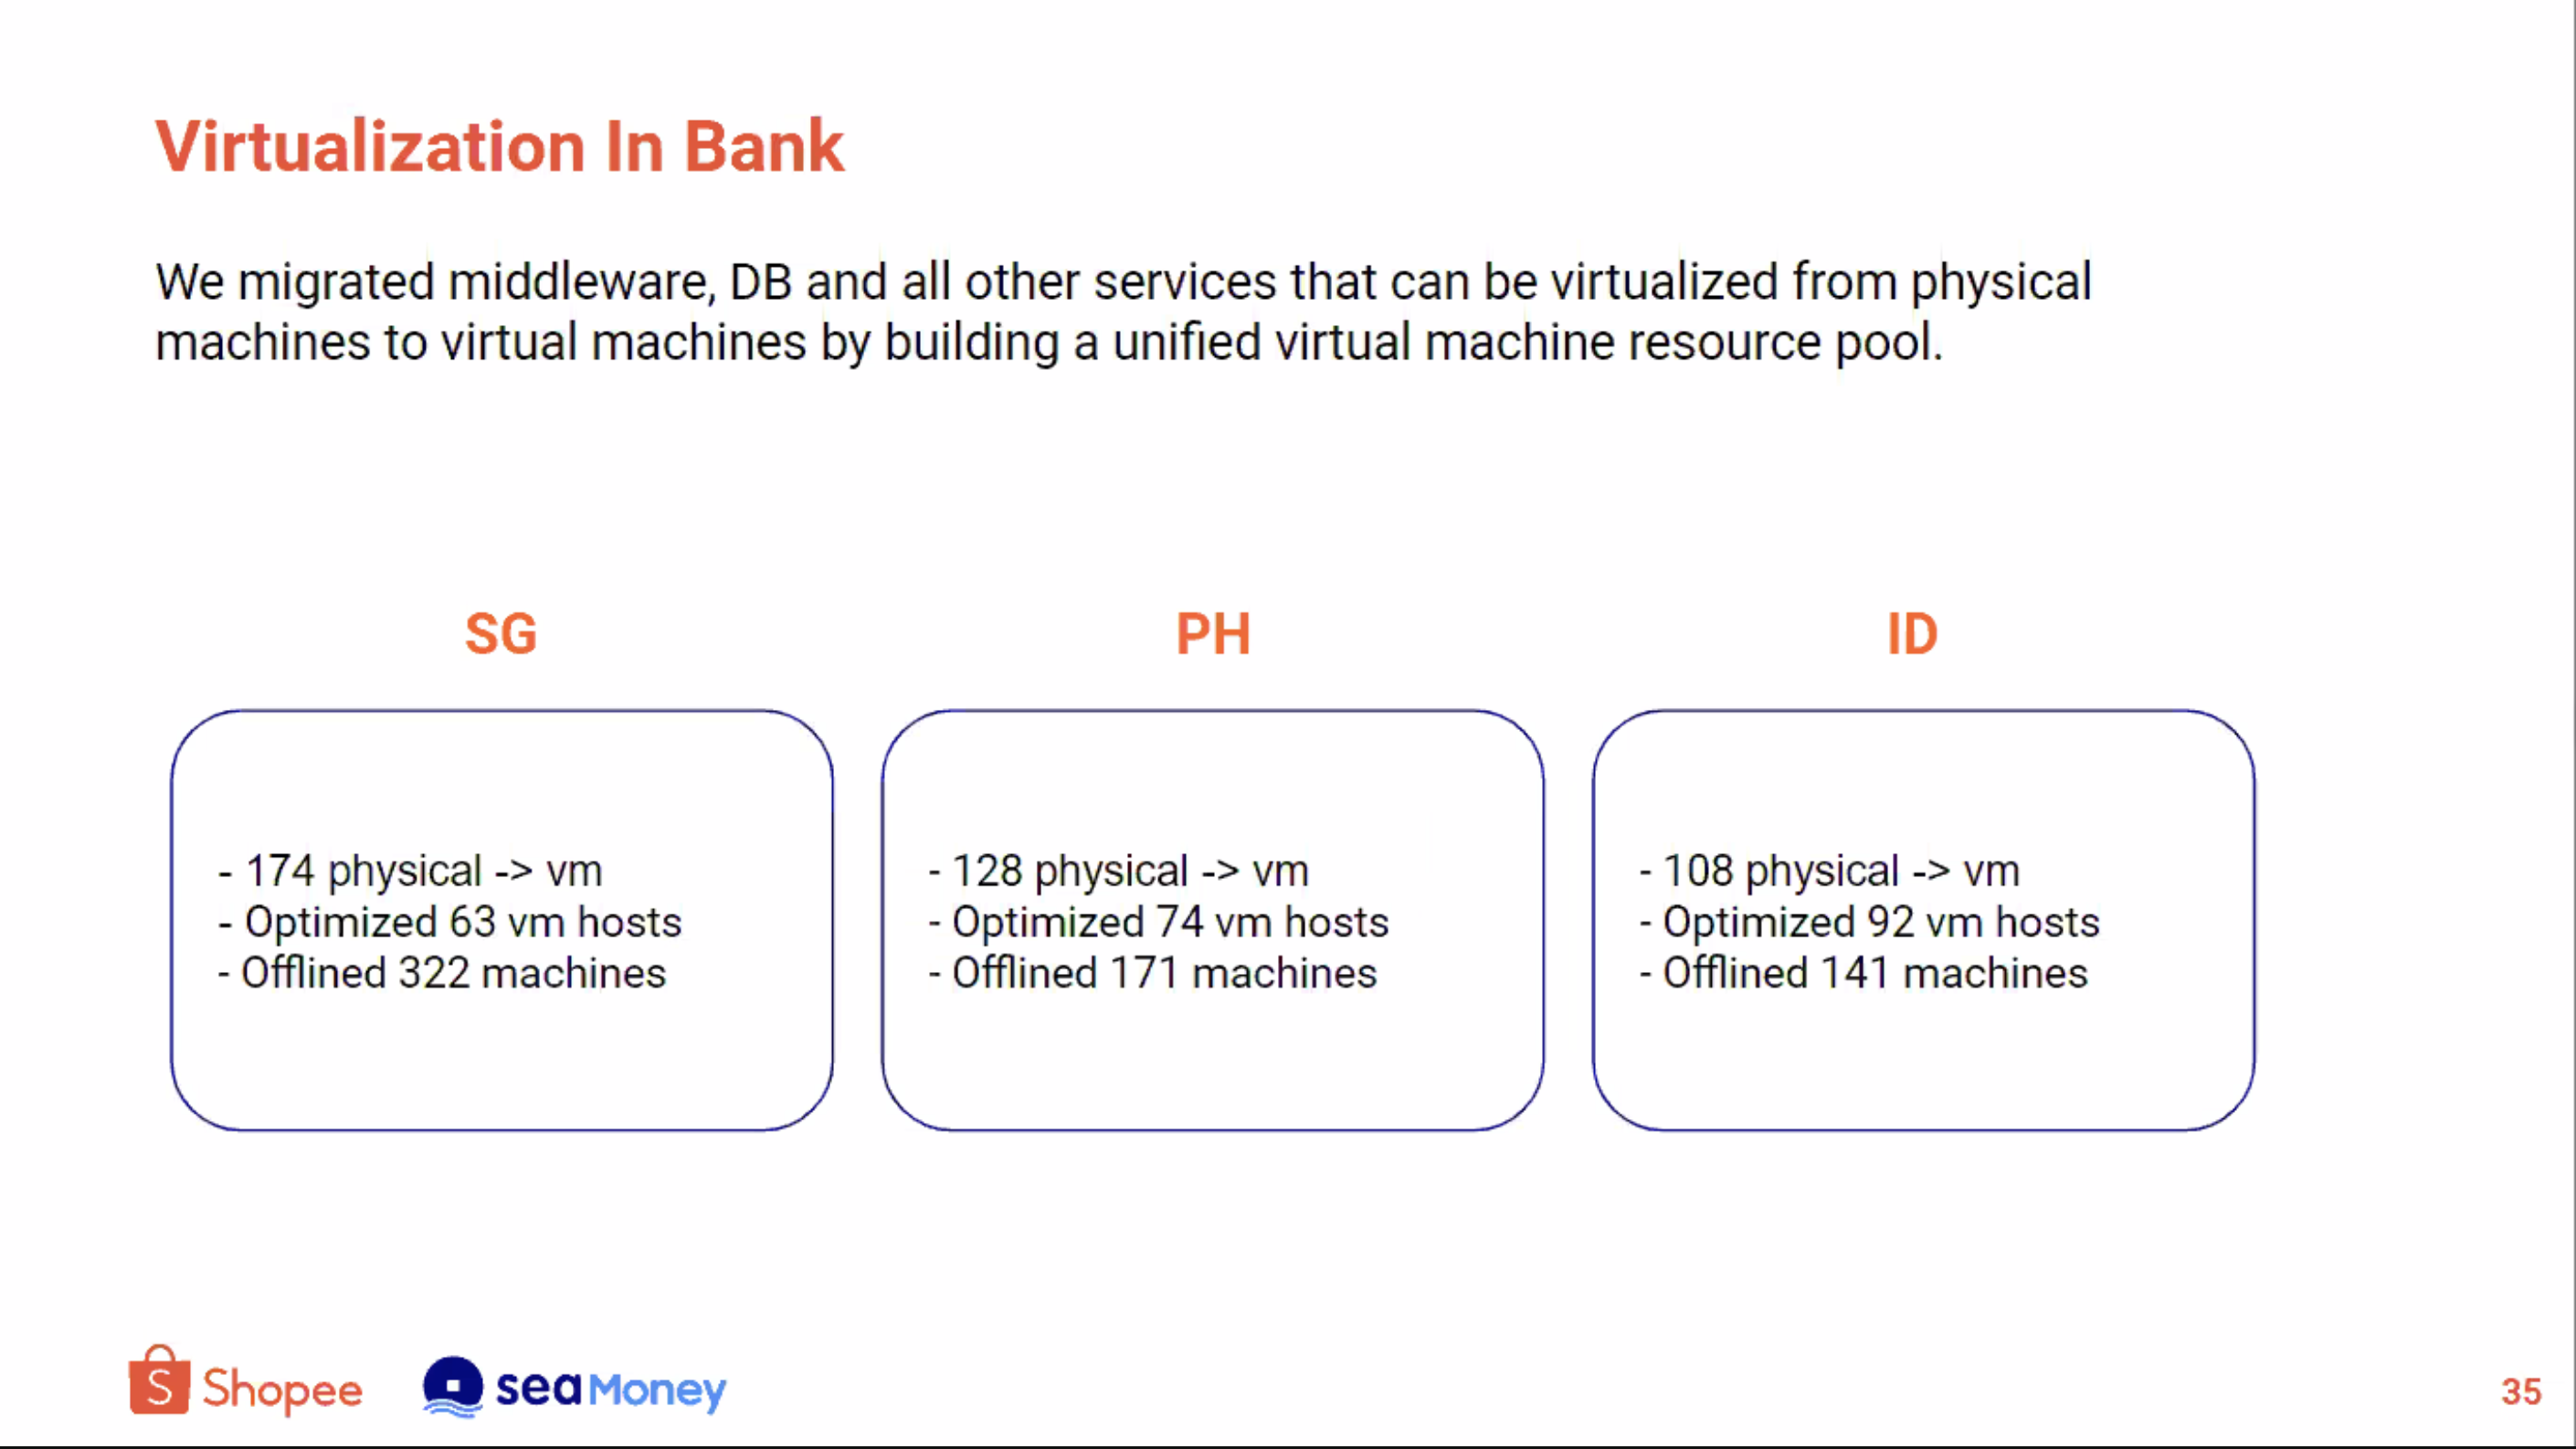 Virtualization In Bank
We migrated middleware, DB and all other services that can be virtualized from physical
machines to virtual machines by building a unified virtual machine resource pool.
SG
- 174 physical -> vm
- Optimized 63 vm hosts
- Offlined 322 machines
PH
- 128 physical -> vm
- Optimized 74 vm hosts
- Offlined 171 machines
ID
- 108 physical -> vm
- Optimized 92 vm hosts
- Offlined 141 machines
S Shopee
seaMoney
35